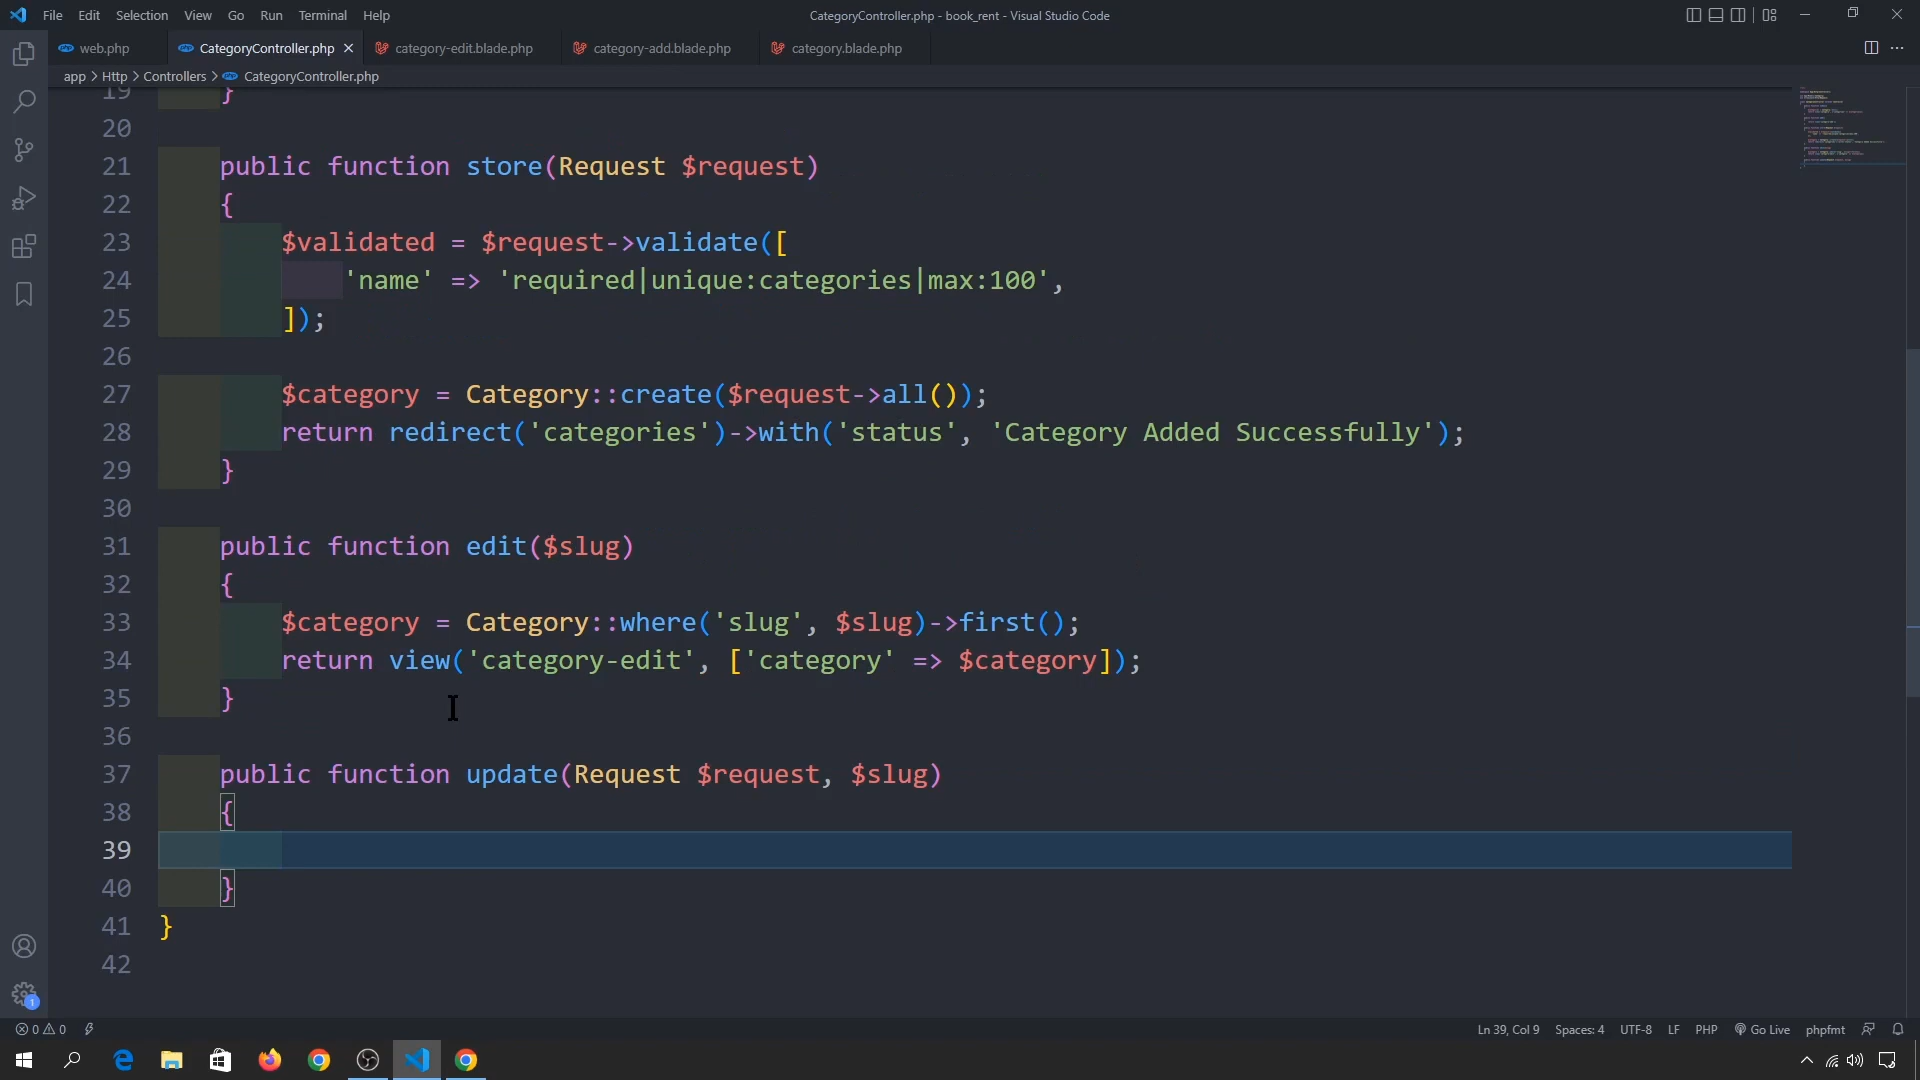 File Edit Selection View Go Run Terminal Help
CategoryController.php - book_rent - Visual Studio Code
web.php CategoryController.php category-edit.blade.php category-add.blade.php category.blade.php
app > Http > Controllers > CategoryController.php
19 }
20
21 public function store(Request $request)
22 {
23 $validated = $request->validate([
24 'name' => 'required|unique:categories|max:100',
25 ]);
26
27 $category = Category::create($request->all());
28 return redirect('categories')->with('status', 'Category Added Successfully');
29 }
30
31 public function edit($slug)
32 {
33 $category = Category::where('slug', $slug)->first();
34 return view('category-edit', ['category' => $category]);
35 }
36
37 public function update(Request $request, $slug)
38 {
39
40 }
41 }
42
1
0 0 Ln 39, Col 9 Spaces: 4 UTF-8 LF PHP Go Live phpfmt